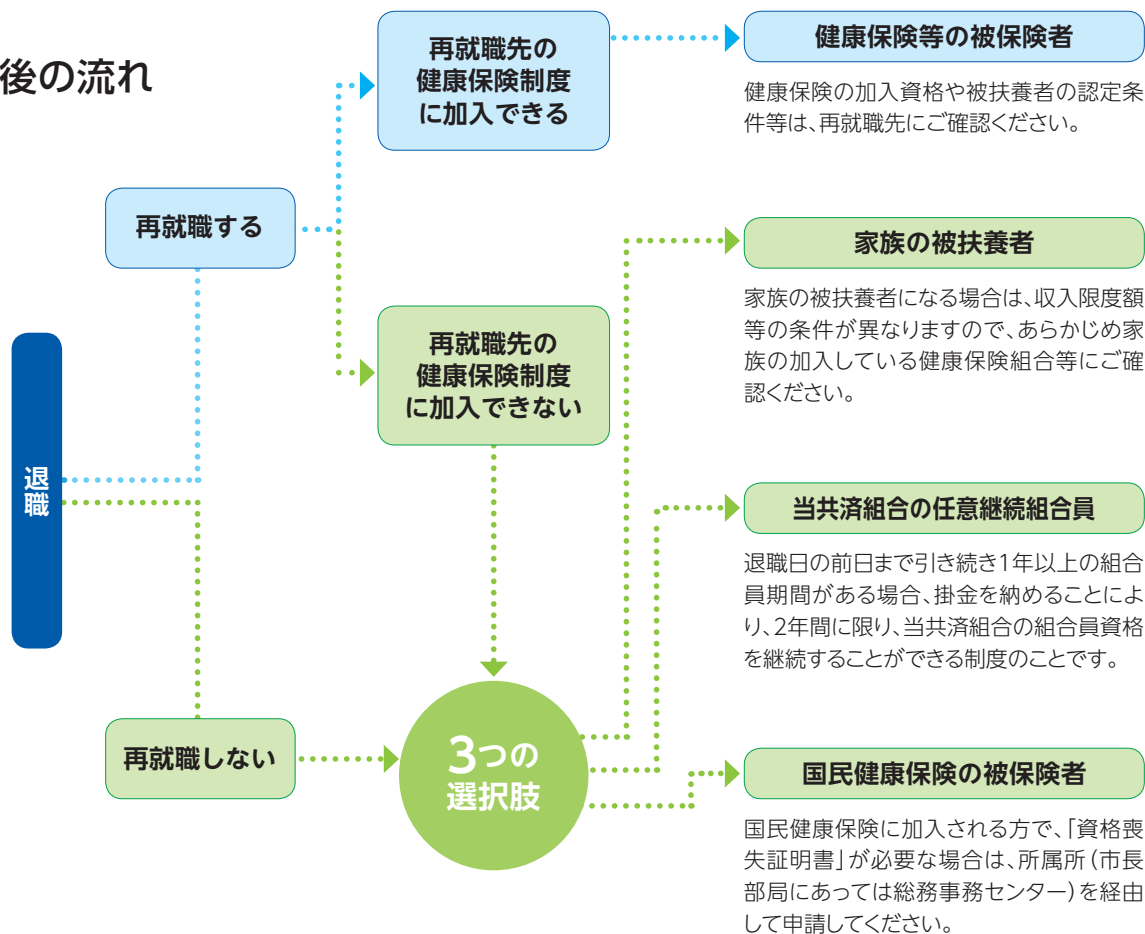 後の流れ
再就職先の
健康保険制度
に加入できる
健康保険等の被保険者
健康保険の加入資格や被扶養者の認定条
件等は、再就職先にご確認ください。
再就職する
家族の被扶養者
家族の被扶養者になる場合は、収入限度額
等の条件が異なりますので、あらかじめ家
族の加入している健康保険組合等にご確
認ください。
再就職先の
健康保険制度
に加入できない
退職
当共済組合の任意継続組合員
退職日の前日まで引き続き1年以上の組合
員期間がある場合、掛金を納めることによ
り、2年間に限り、当共済組合の組合員資格
を継続することができる制度のことです。
再就職しない
3つの
選択肢
国民健康保険の被保険者
国民健康保険に加入される方で、「資格喪
失証明書」が必要な場合は、所属所（市長
部局にあっては総務事務センター）を経由
して申請してください。